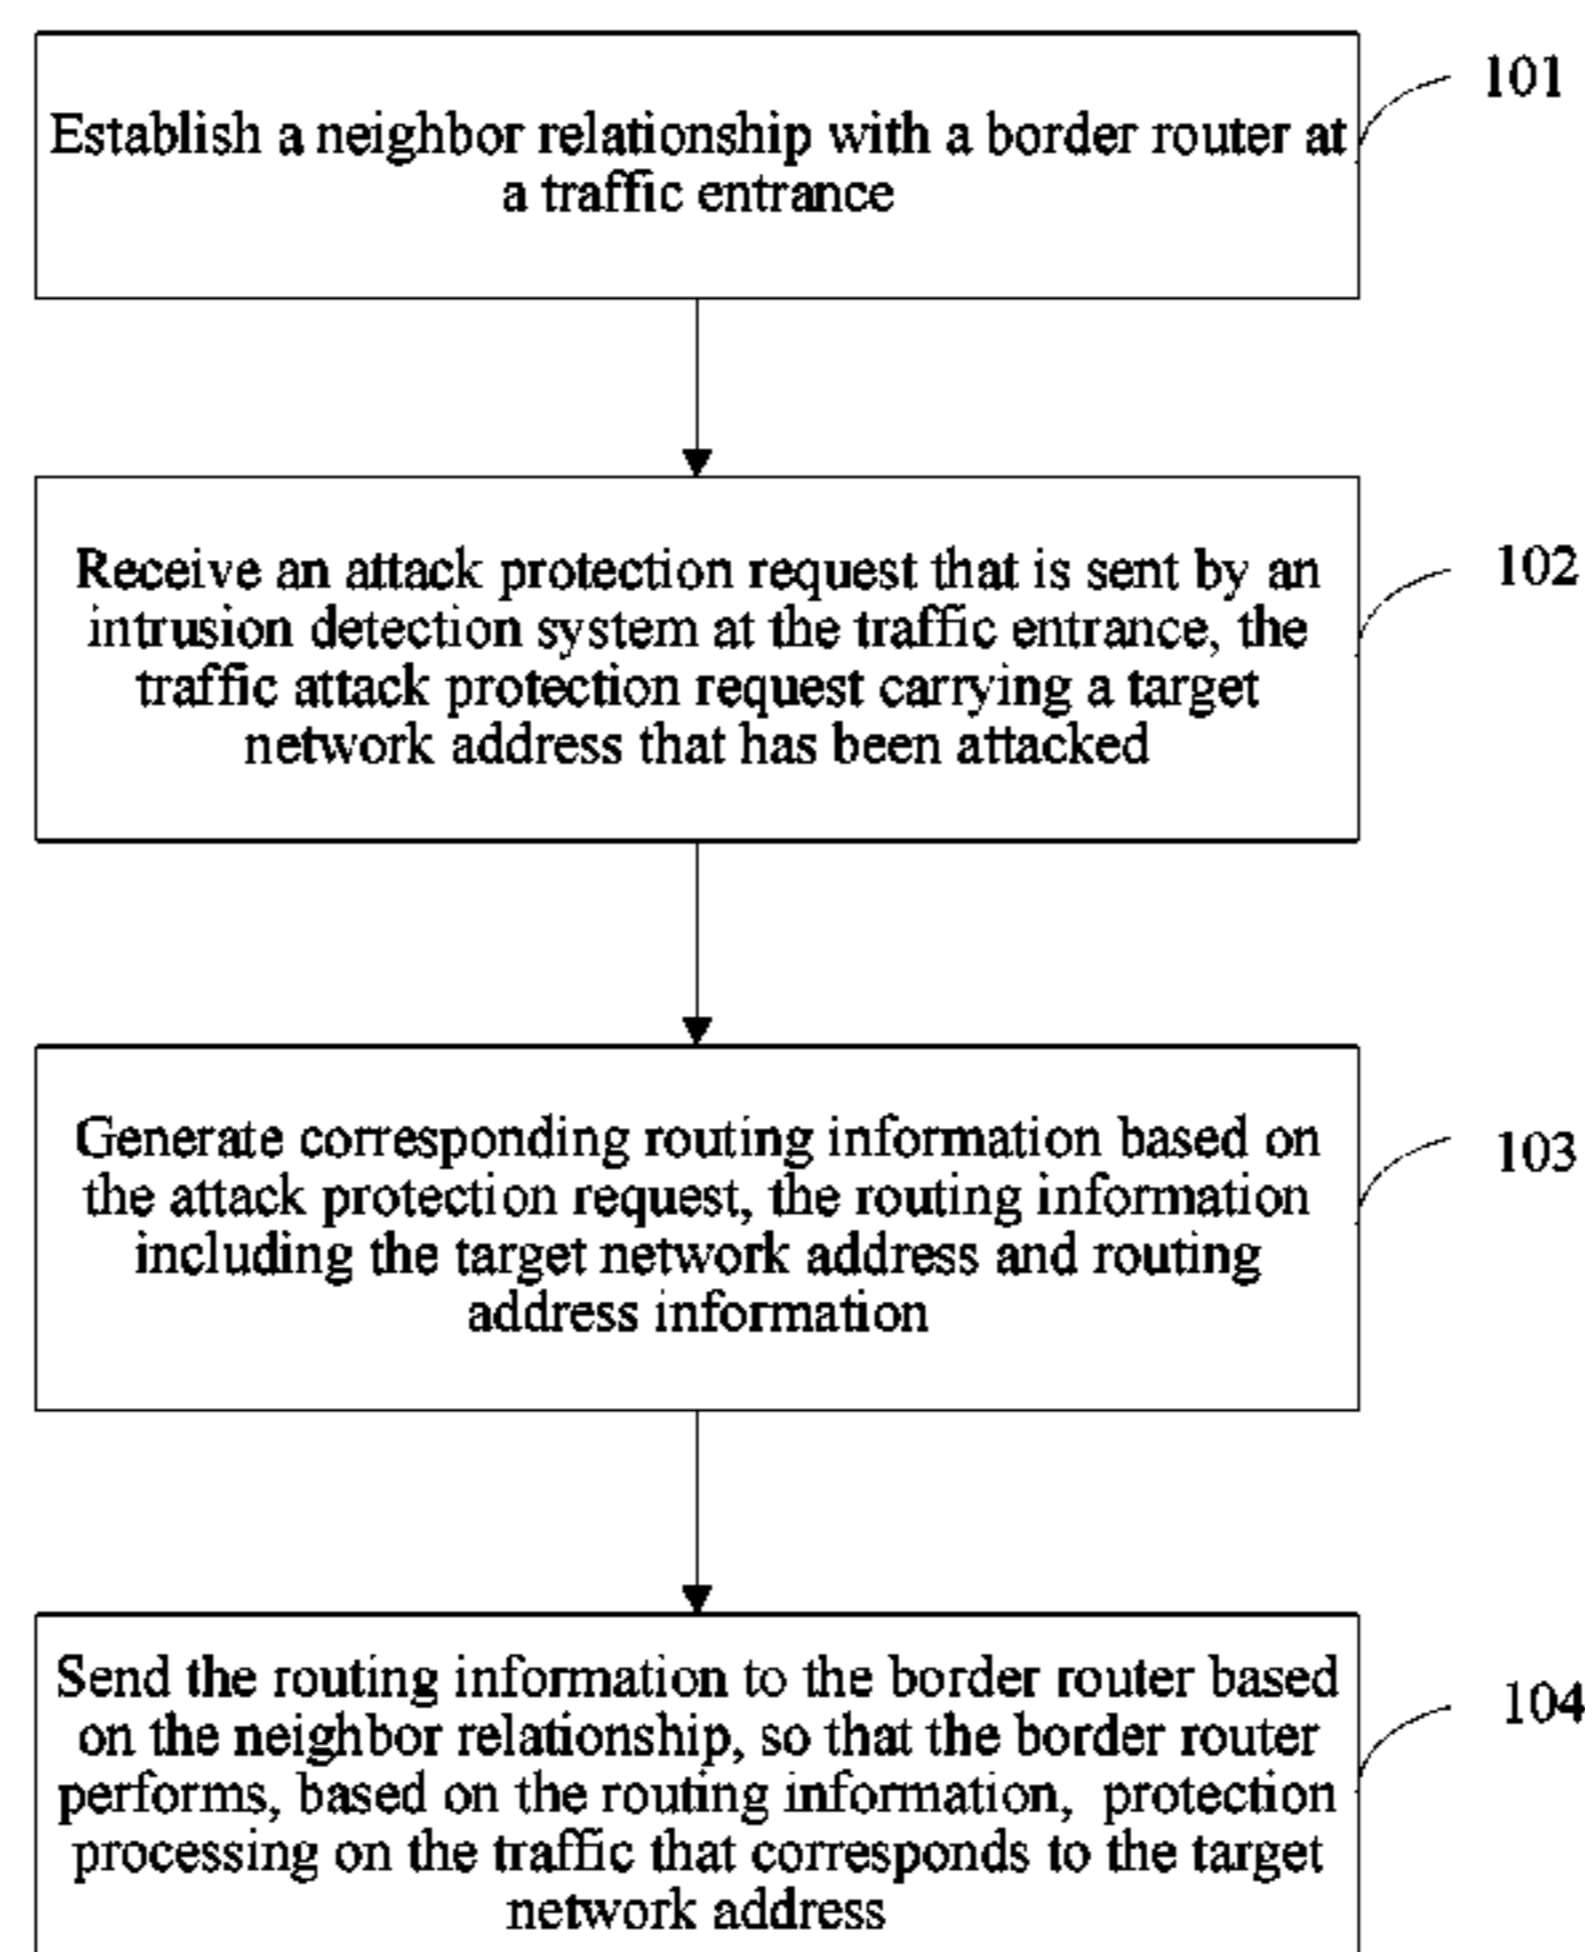 101
Establish a neighbor relationship with a border router at
a traffic entrance
102
Receive an attack protection request that is sent by an
intrusion detection system at the traffic entrance, the
traffic attack protection request carrying a target
network address that has been attacked
103
Generate corresponding routing information based on
the attack protection request, the routing information
including the target network address and routing
address information
104
Send the routing information to the border router based
on the neighbor relationship, so that the border router
performs, based on the routing information, protection
processing on the traffic that corresponds to the target
network address